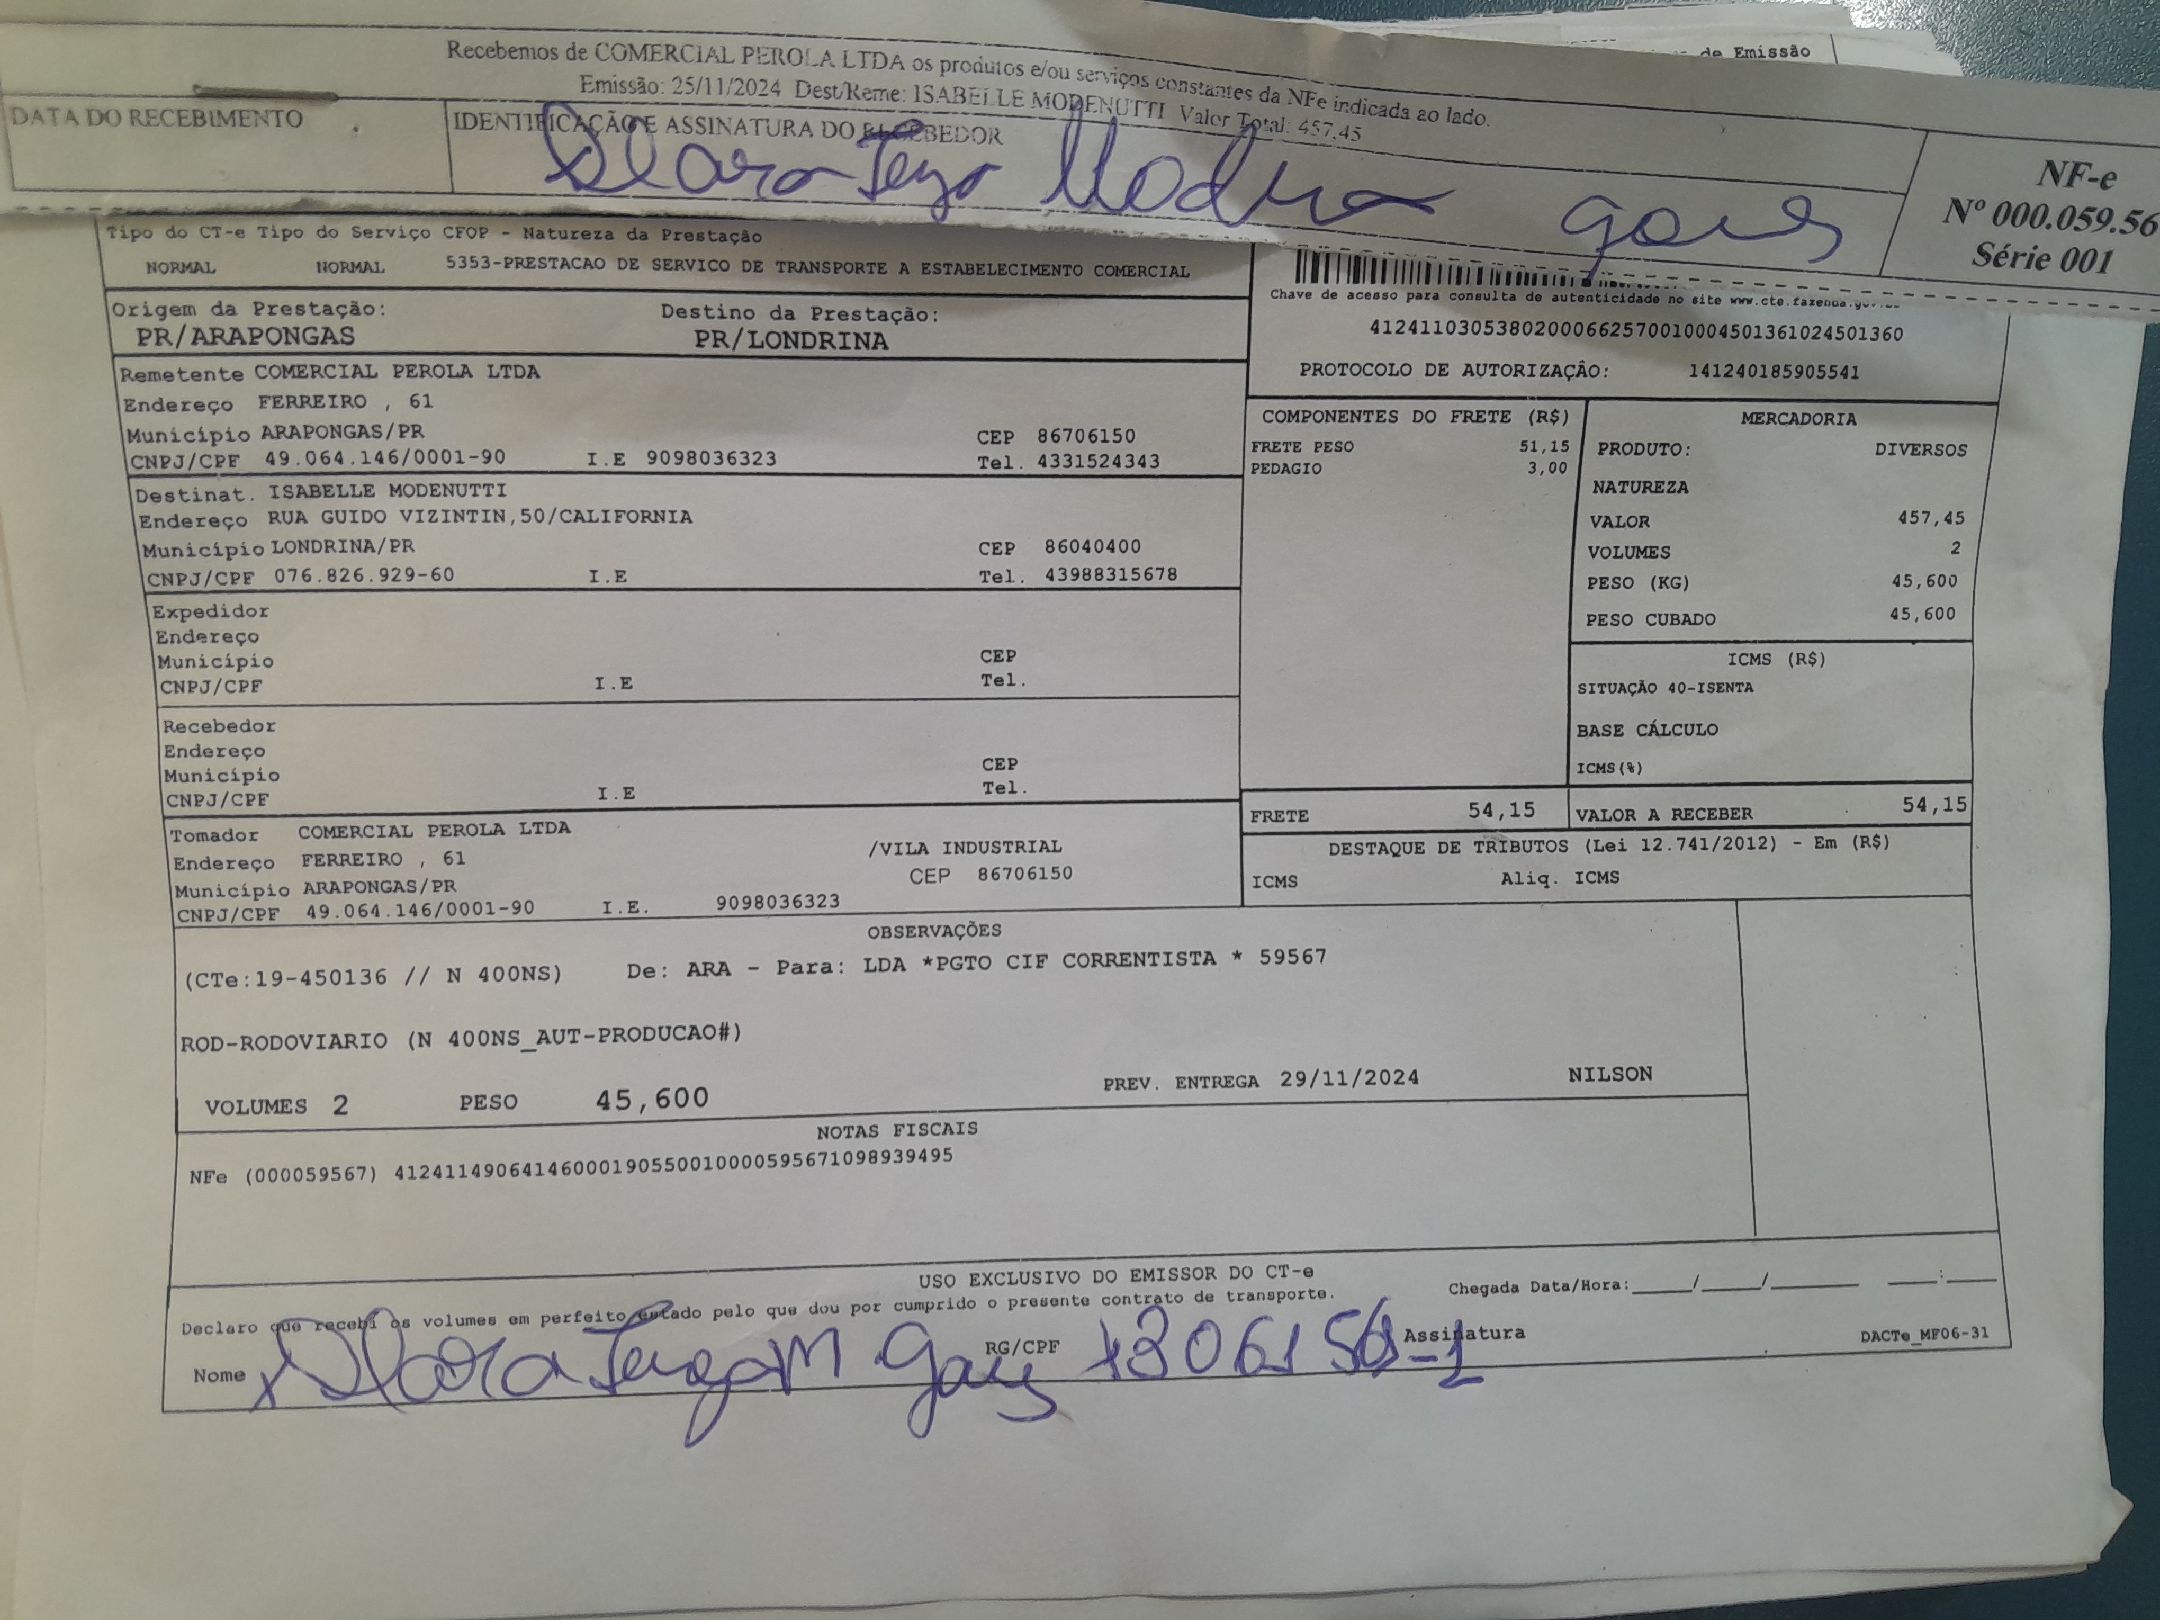 de Emissão
Recebemos de COMERCIAL PEROLA LTDA os produtos e/ou serviços constantes da NFe indicada ao lado.
Emissão: 25/11/2024 Dest/Reme: ISABELLE MODENUTTI Valor Total: 457,45
DATA DO RECEBIMENTO
IDENTIFICAÇÃO E ASSINATURA DO RECEBEDOR
NF-e
Nº 000.059.56
Série 001
Tipo do CT-e Tipo do Serviço CFOP - Natureza da Prestação
NORMAL NORMAL 5353-PRESTACAO DE SERVICO DE TRANSPORTE A ESTABELECIMENTO COMERCIAL
Chave de acesso para consulta de autenticidade no site www.cte.fazenda.gov.
41241103053802000662570010004501361024501360
PROTOCOLO DE AUTORIZAÇÃO: 141240185905541
Origem da Prestação: Destino da Prestação:
PR/ARAPONGAS PR/LONDRINA
Remetente COMERCIAL PEROLA LTDA
Endereço FERREIRO , 61
Município ARAPONGAS/PR CEP 86706150
CNPJ/CPF 49.064.146/0001-90 I.E 9098036323 Tel. 4331524343
Destinat. ISABELLE MODENUTTI
Endereço RUA GUIDO VIZINTIN,50/CALIFORNIA
Município LONDRINA/PR CEP 86040400
CNPJ/CPF 076.826.929-60 I.E Tel. 43988315678
Expedidor
Endereço
Município CEP
CNPJ/CPF I.E Tel.
Recebedor
Endereço
Município CEP
CNPJ/CPF I.E Tel.
Tomador COMERCIAL PEROLA LTDA
Endereço FERREIRO , 61 /VILA INDUSTRIAL
Município ARAPONGAS/PR CEP 86706150
CNPJ/CPF 49.064.146/0001-90 I.E. 9098036323
COMPONENTES DO FRETE (R$)
FRETE PESO 51,15
PEDAGIO 3,00
MERCADORIA
PRODUTO: DIVERSOS
NATUREZA
VALOR 457,45
VOLUMES 2
PESO (KG) 45,600
PESO CUBADO 45,600
ICMS (R$)
SITUAÇÃO 40-ISENTA
BASE CÁLCULO
ICMS(%)
FRETE 54,15 VALOR A RECEBER 54,15
DESTAQUE DE TRIBUTOS (Lei 12.741/2012) - Em (R$)
ICMS Aliq. ICMS
OBSERVAÇÕES
(CTe:19-450136 // N 400NS) De: ARA - Para: LDA *PGTO CIF CORRENTISTA * 59567
ROD-RODOVIARIO (N 400NS_AUT-PRODUCAO#)
VOLUMES 2 PESO 45,600 PREV. ENTREGA 29/11/2024 NILSON
NOTAS FISCAIS
NFe (000059567) 41241149064146000190550010000595671098939495
USO EXCLUSIVO DO EMISSOR DO CT-e
Declaro que recebi os volumes em perfeito estado pelo que dou por cumprido o presente contrato de transporte.
Chegada Data/Hora:____/____/______ ___:___
Nome RG/CPF Assinatura DACTe_MF06-31